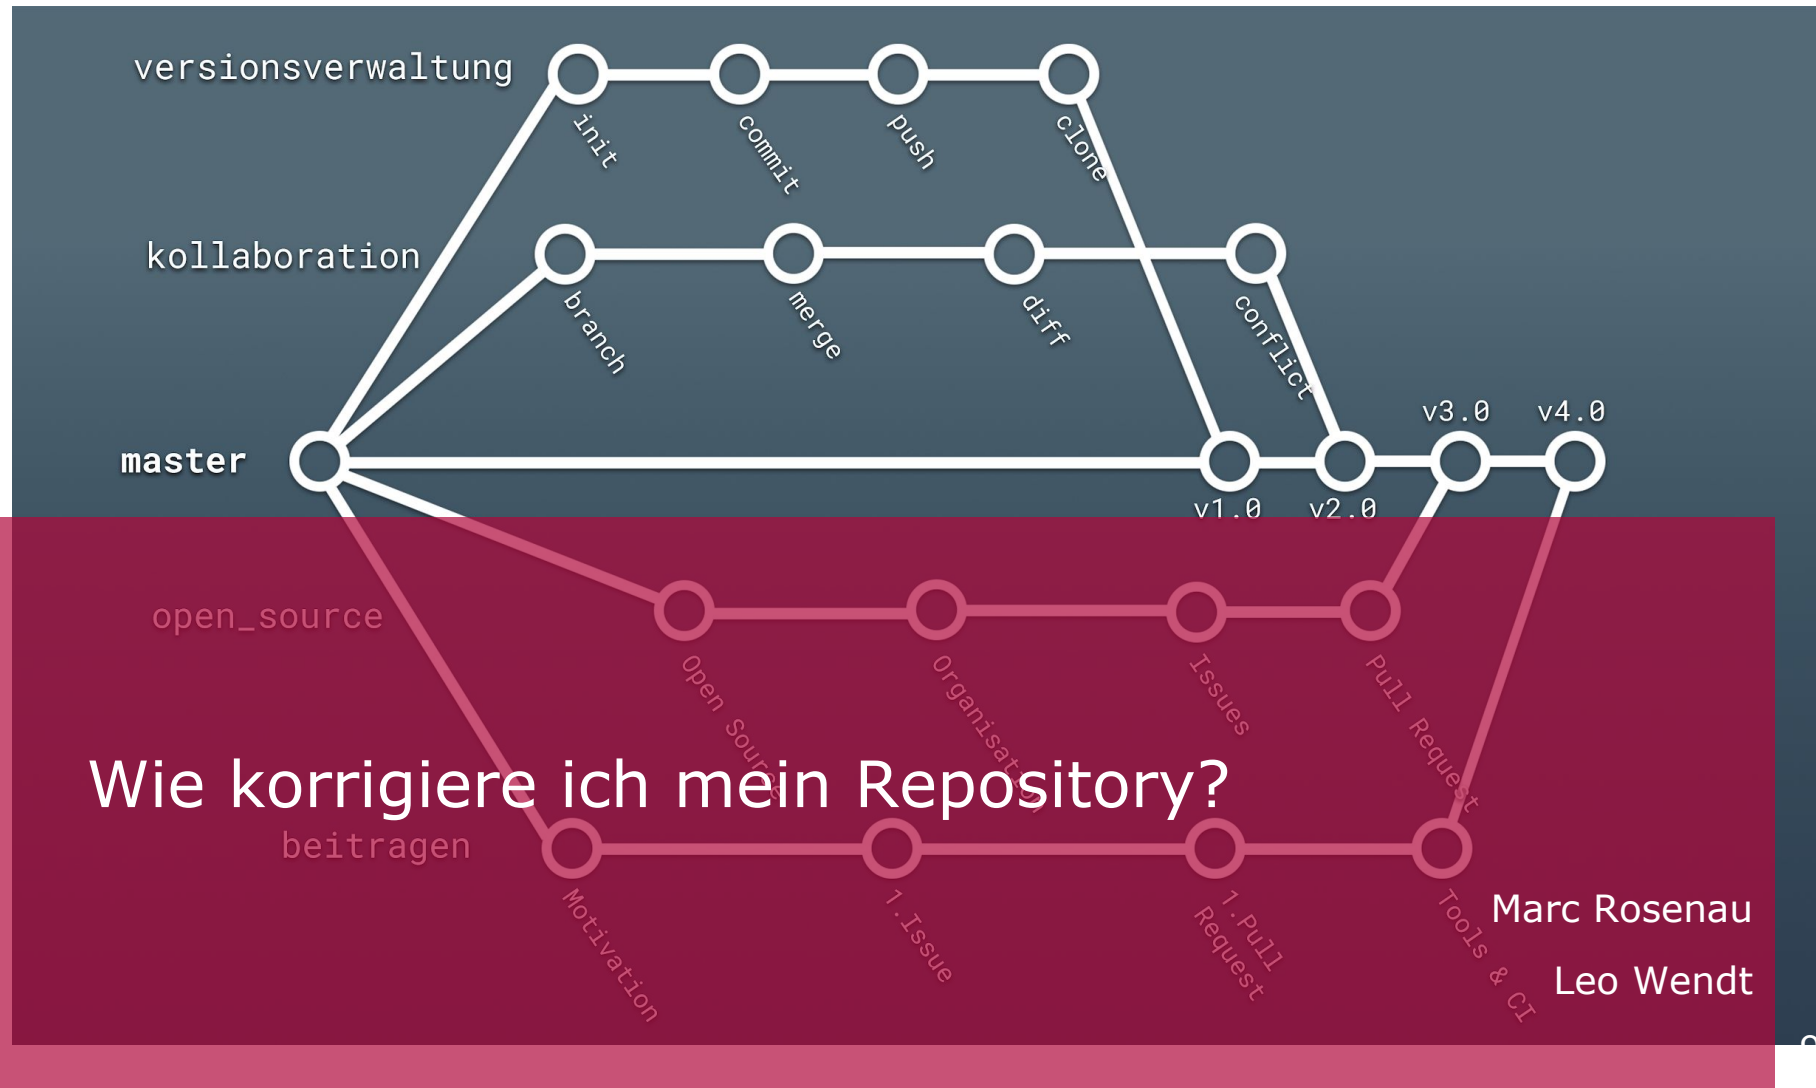 versionsverwaltung
init
commit
push
clone
kollaboration
branch
merge
diff
conflict
v3.0
v4.0
master
v1.0
v2.0
open_source
Open Source
Organisation
Issues
Pull Request
Wie korrigiere ich mein Repository?
beitragen
Motivation
1.Issue
1.Pull
Request
Tools & CI
Marc Rosenau
Leo Wendt